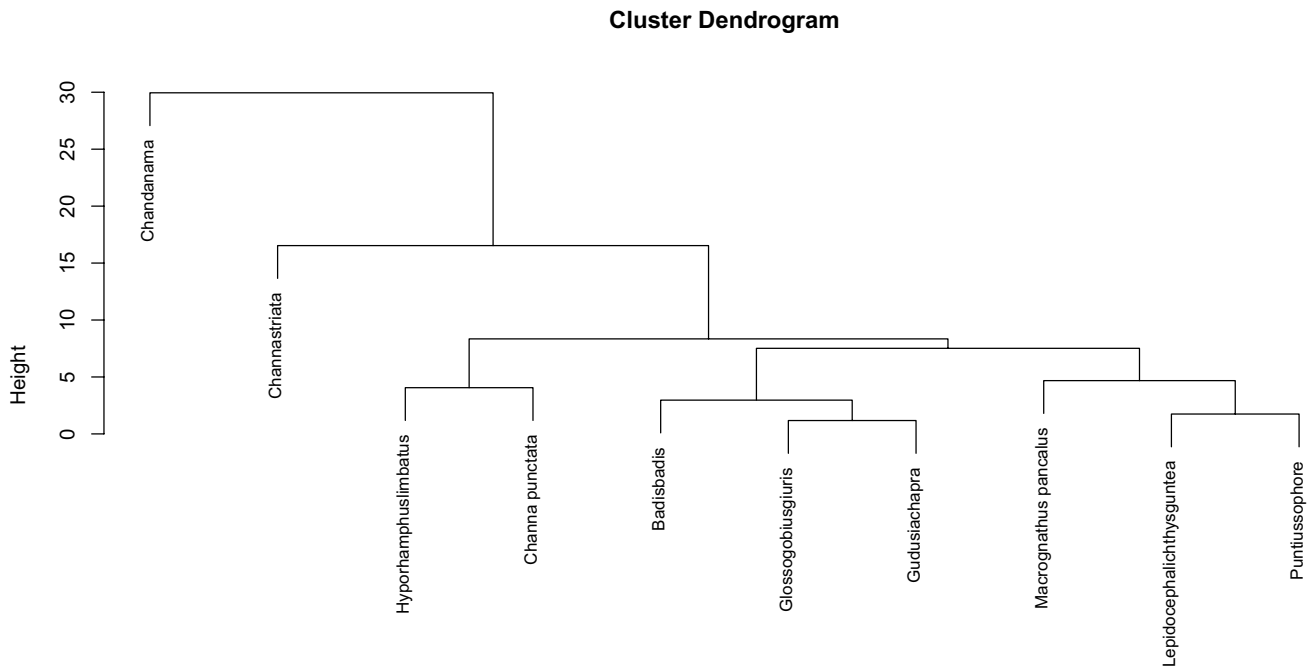 Cluster Dendrogram
Height
30
25
20
15
10
5
0
Chandanama
Channastriata
Hyporhamphuslimbatus
Channa punctata
Badisbadis
Glossogobiusgiuris
Gudusiachapra
Macrognathus pancalus
Lepidocephalichthysguntea
Puntiussophore